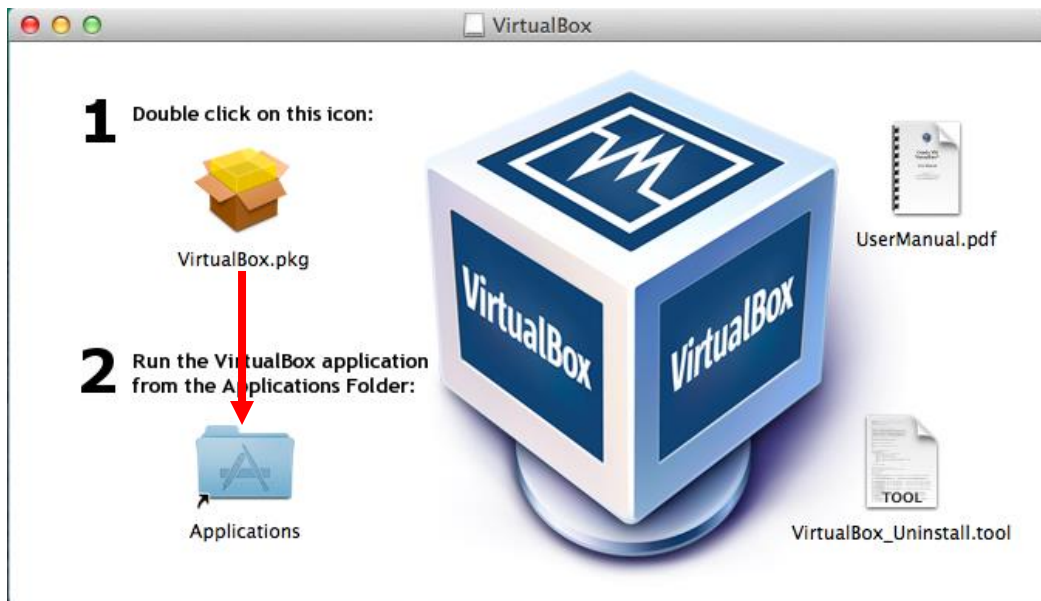 VirtualBox
1 Double click on this icon:
VirtualBox.pkg
2 Run the VirtualBox application
from the Applications Folder:
Applications
VirtualBox
VirtualBox
UserManual.pdf
TOOL
VirtualBox_Uninstall.tool